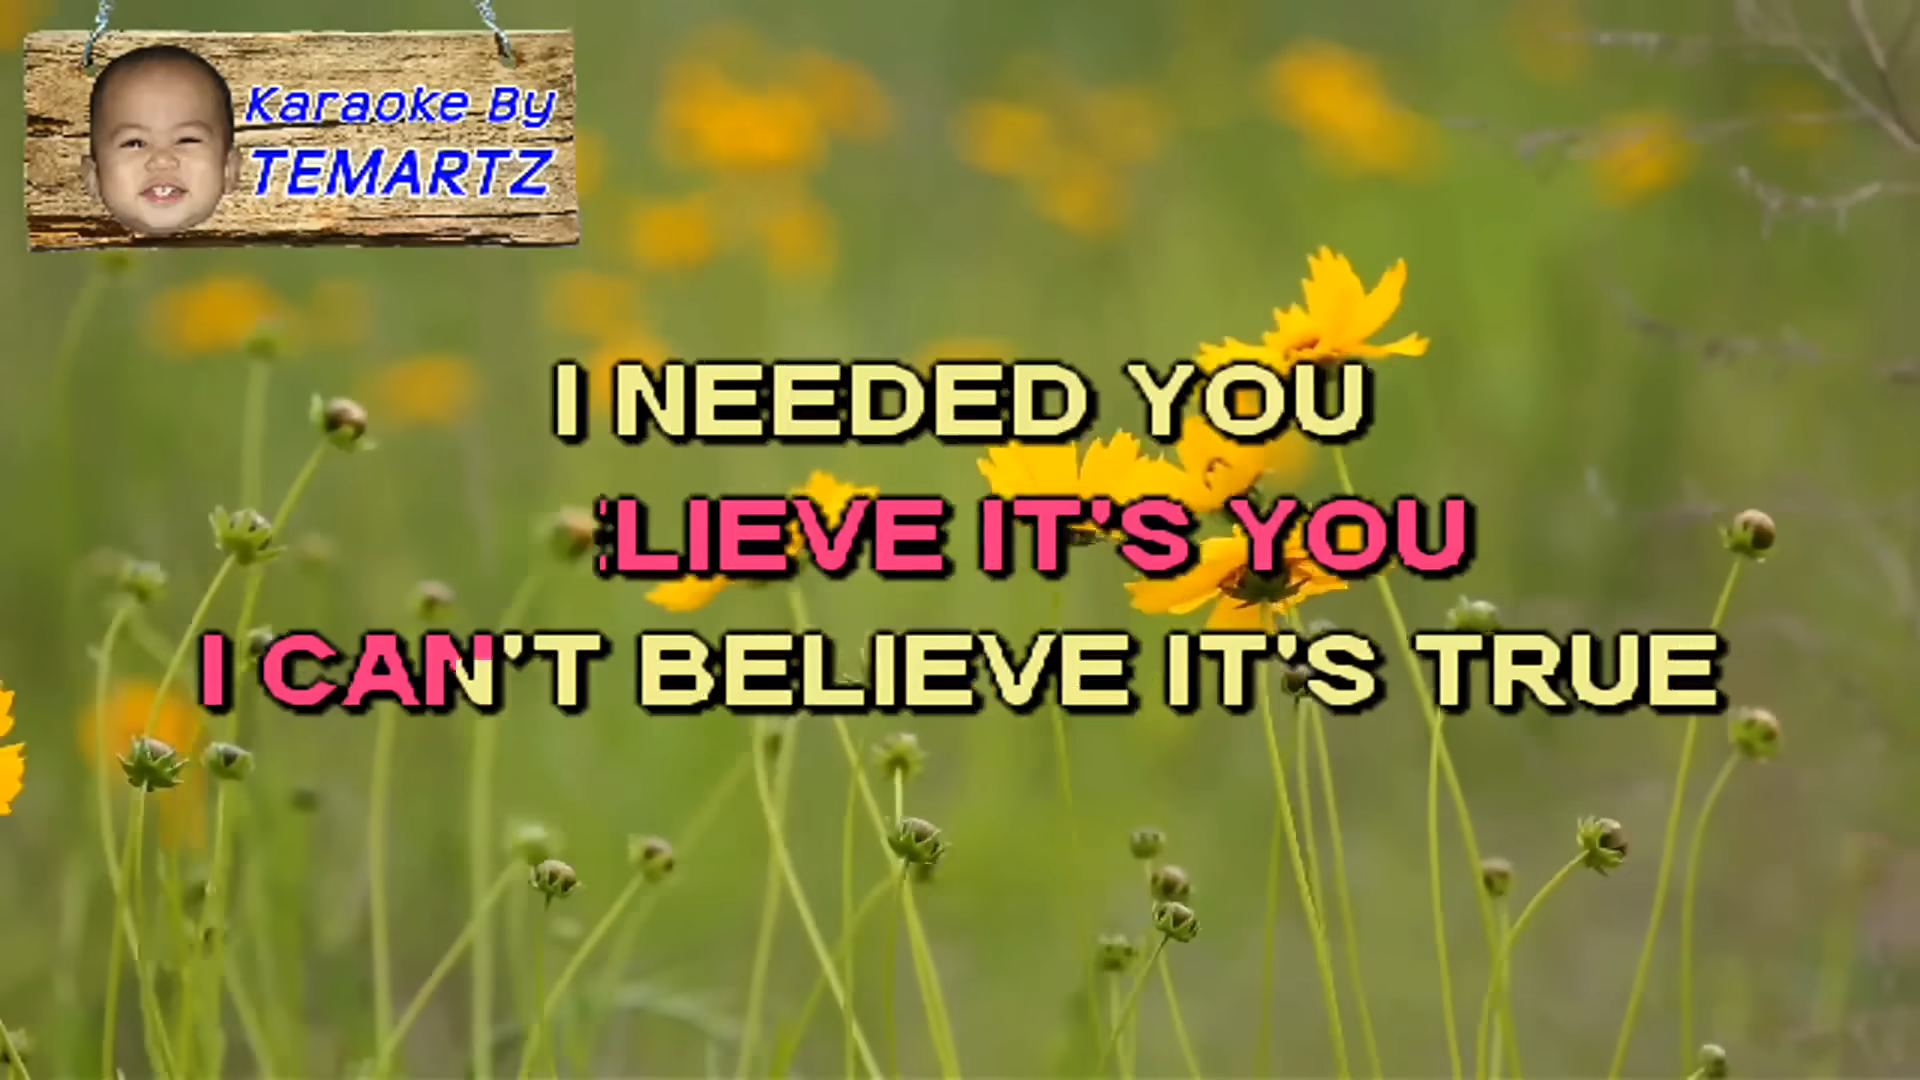 Karaoke By
TEMARTZ
I NEEDED YOU
LIEVE IT'S YOU
I CAN'T BELIEVE IT'S TRUE